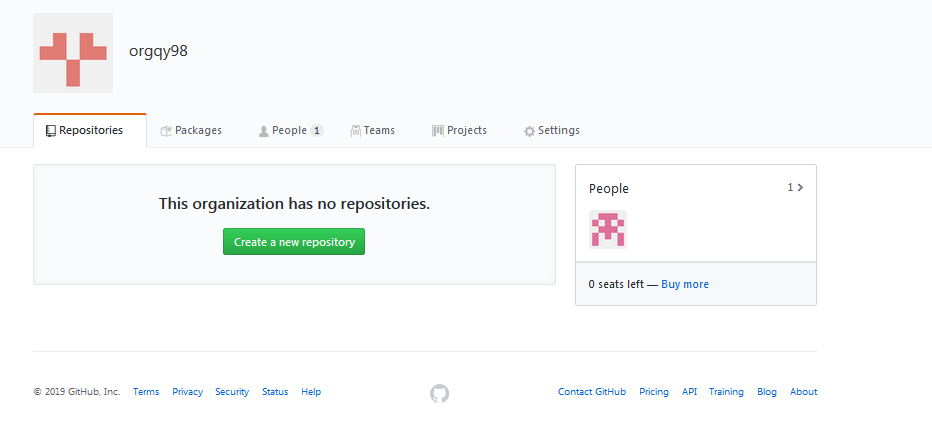 orgqy98
Repositories
Packages
People 1
Teams
Projects
Settings
This organization has no repositories.
Create a new repository
People
1
0 seats left — Buy more
© 2019 GitHub, Inc. Terms Privacy Security Status Help
Contact GitHub Pricing API Training Blog About